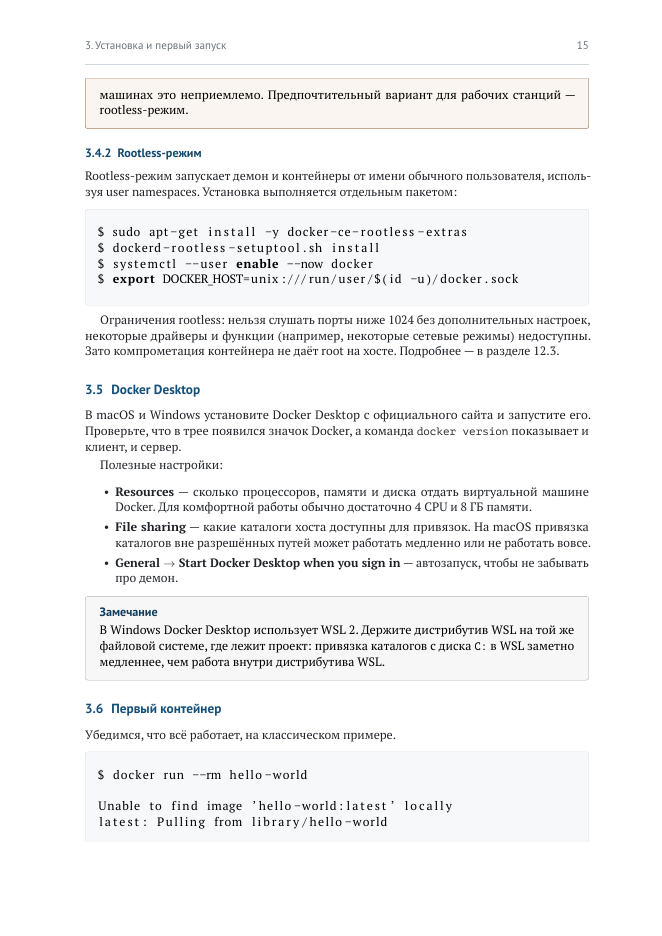 3. Установка и первый запуск 15
машинах это неприемлемо. Предпочтительный вариант для рабочих станций —
rootless-режим.
3.4.2 Rootless-режим
Rootless-режим запускает демон и контейнеры от имени обычного пользователя, исполь-
зуя user namespaces. Установка выполняется отдельным пакетом:
$ sudo apt-get install -y docker-ce-rootless-extras
$ dockerd-rootless-setuptool.sh install
$ systemctl --user enable --now docker
$ export DOCKER_HOST=unix:///run/user/$(id -u)/docker.sock
Ограничения rootless: нельзя слушать порты ниже 1024 без дополнительных настроек,
некоторые драйверы и функции (например, некоторые сетевые режимы) недоступны.
Зато компрометация контейнера не даёт root на хосте. Подробнее — в разделе 12.3.
3.5 Docker Desktop
В macOS и Windows установите Docker Desktop с официального сайта и запустите его.
Проверьте, что в трее появился значок Docker, а команда docker version показывает и
клиент, и сервер.
Полезные настройки:
• Resources — сколько процессоров, памяти и диска отдать виртуальной машине
Docker. Для комфортной работы обычно достаточно 4 CPU и 8 ГБ памяти.
• File sharing — какие каталоги хоста доступны для привязок. На macOS привязка
каталогов вне разрешённых путей может работать медленно или не работать вовсе.
• General → Start Docker Desktop when you sign in — автозапуск, чтобы не забывать
про демон.
Замечание
В Windows Docker Desktop использует WSL 2. Держите дистрибутив WSL на той же
файловой системе, где лежит проект: привязка каталогов с диска C: в WSL заметно
медленнее, чем работа внутри дистрибутива WSL.
3.6 Первый контейнер
Убедимся, что всё работает, на классическом примере.
$ docker run --rm hello-world
Unable to find image 'hello-world:latest' locally
latest: Pulling from library/hello-world